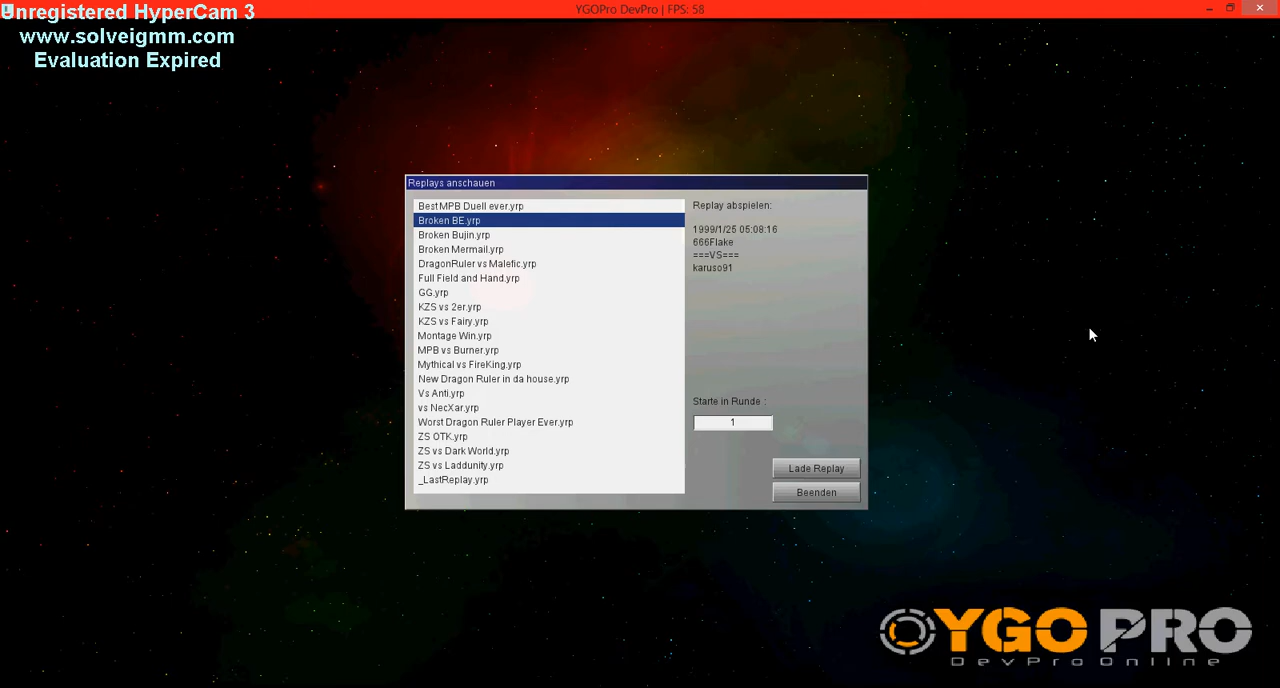 Unregistered HyperCam 3
www.solveigmm.com
Evaluation Expired
YGOPro DevPro | FPS: 58
Replays anschauen
Best MPB Duell ever.yrp
Broken BE.yrp
Broken Bujin.yrp
Broken Mermail.yrp
DragonRuler vs Malefic.yrp
Full Field and Hand.yrp
GG.yrp
KZS vs 2er.yrp
KZS vs Fairy.yrp
Montage Win.yrp
MPB vs Burner.yrp
Mythical vs FireKing.yrp
New Dragon Ruler in da house.yrp
Vs Anti.yrp
vs NecXar.yrp
Worst Dragon Ruler Player Ever.yrp
ZS OTK.yrp
ZS vs Dark World.yrp
ZS vs Laddunity.yrp
_LastReplay.yrp
Replay abspielen:
1999/1/25 05:08:16
666Flake
===VS===
karuso91
Starte in Runde :
1
Lade Replay
Beenden
YGO PRO
DevProOnline